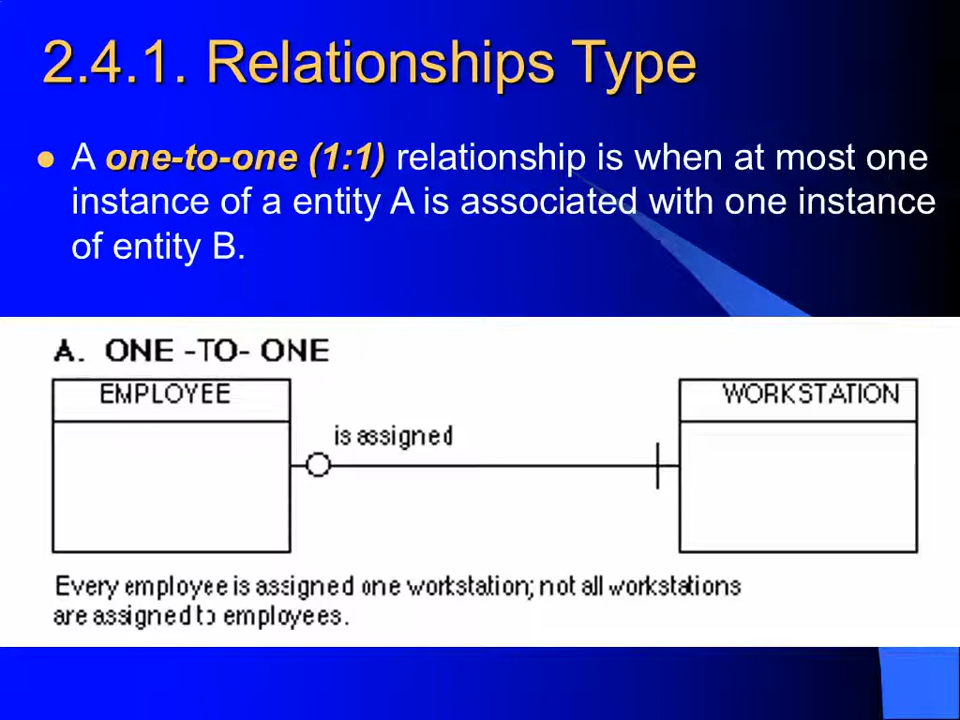 2.4.1. Relationships Type
A one-to-one (1:1) relationship is when at most one
instance of a entity A is associated with one instance
of entity B.
A. ONE -TO- ONE
EMPLOYEE
WORKSTATION
is assigned
Every employee is assigned one workstation; not all workstations
are assigned to employees.